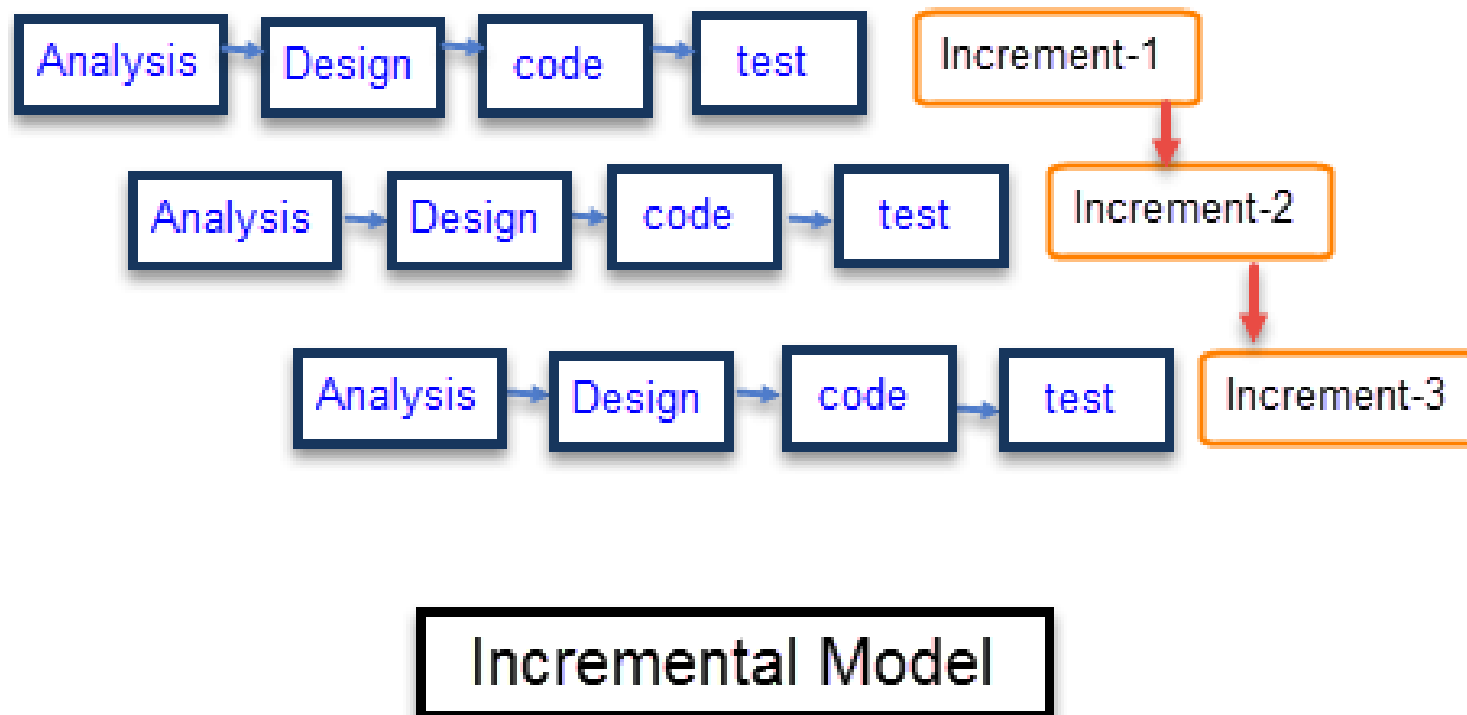 Analysis Design code test Increment-1
Analysis Design code test Increment-2
Analysis Design code test Increment-3
Incremental Model